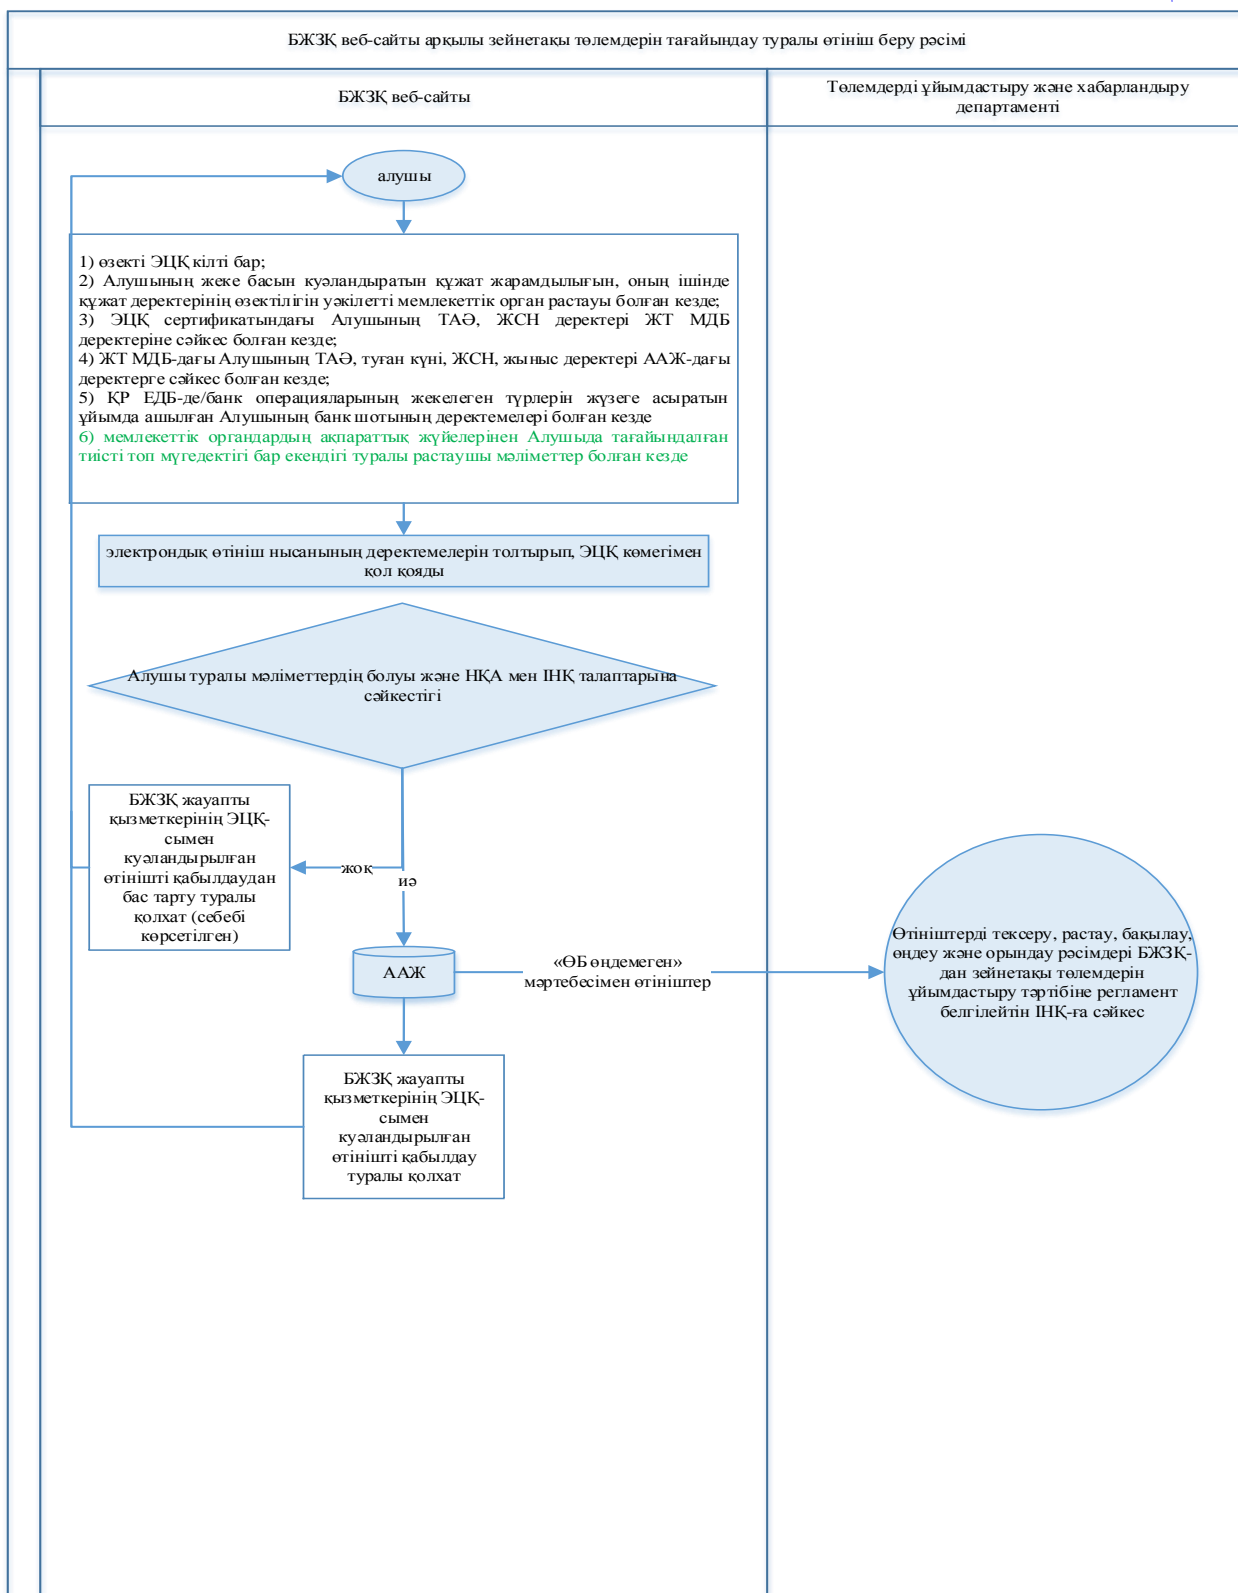 БЖЗҚ веб-сайты арқылы зейнетақы төлемдерін тағайындау туралы өтініш беру рәсімі
БЖЗҚ веб-сайты
Төлемдерді ұйымдастыру және хабарландыру
департаменті
алушы
1) өзекті ЭЦҚ кілті бар;
2) Алушының жеке басын куәландыратын құжат жарамдылығын, оның ішінде
құжат деректерінің өзектілігін уәкілетті мемлекеттік орган растауы болған кезде;
3) ЭЦҚ сертификатындағы Алушының ТАӘ, ЖСН деректері ЖТ МДБ
деректеріне сәйкес болған кезде;
4) ЖТ МДБ-дағы Алушының ТАӘ, туған күні, ЖСН, жыныс деректері ААЖ-дағы
деректерге сәйкес болған кезде;
5) ҚР ЕДБ-де/банк операцияларының жекелеген түрлерін жүзеге асыратын
ұйымда ашылған Алушының банк шотының деректемелері болған кезде
6) мемлекеттік органдардың ақпараттық жүйелерінен Алушыда тағайындалған
тиісті топ мүгедектігі бар екендігі туралы растаушы мәліметтер болған кезде
электрондық өтініш нысанының деректемелерін толтырып, ЭЦҚ көмегімен
қол қояды
Алушы туралы мәліметтердің болуы және НҚА мен ІНҚ талаптарына
сәйкестігі
БЖЗҚ жауапты
қызметкерінің ЭЦҚ-
сымен
куәландырылған
өтінішті қабылдаудан
бас тарту туралы
қолхат (себебі
көрсетілген)
жоқ
иә
ААЖ
«ӨБ өңдемеген»
мәртебесімен өтініштер
Өтініштерді тексеру, растау, бақылау,
өңдеу және орындау рәсімдері БЖЗҚ-
дан зейнетақы төлемдерін
ұйымдастыру тәртібіне регламент
белгілейтін ІНҚ-ға сәйкес
БЖЗҚ жауапты
қызметкерінің ЭЦҚ-
сымен
куәландырылған
өтінішті қабылдау
туралы қолхат